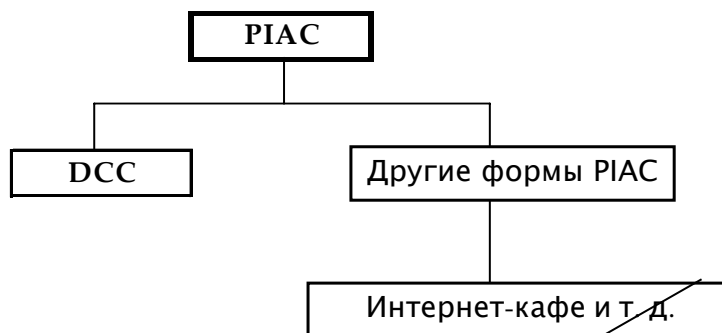 PIAC
DCC
Другие формы PIAC
Интернет-кафе и т. д.